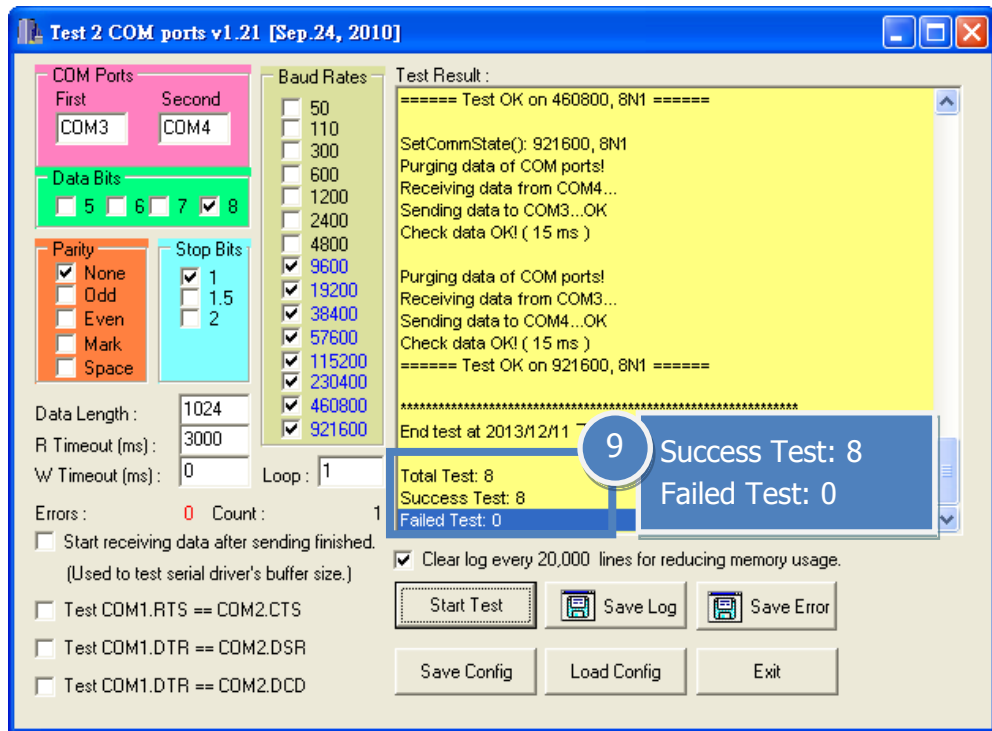 Test 2 COM ports v1.21 [Sep.24, 2010]
COM Ports
First Second
COM3 COM4
Data Bits
5 6 7 8
Parity
None
Odd
Even
Mark
Space
Stop Bits
1
1.5
2
Baud Rates
50
110
300
600
1200
2400
4800
9600
19200
38400
57600
115200
230400
460800
921600
Data Length : 1024
R Timeout (ms) : 3000
W Timeout (ms) : 0
Loop : 1
Errors : 0 Count : 1
Start receiving data after sending finished.
(Used to test serial driver's buffer size.)
Test COM1.RTS == COM2.CTS
Test COM1.DTR == COM2.DSR
Test COM1.DTR == COM2.DCD
Test Result :
====== Test OK on 460800, 8N1 ======
SetCommState(): 921600, 8N1
Purging data of COM ports!
Receiving data from COM4...
Sending data to COM3...OK
Check data OK! ( 15 ms )
Purging data of COM ports!
Receiving data from COM3...
Sending data to COM4...OK
Check data OK! ( 15 ms )
====== Test OK on 921600, 8N1 ======
***************************************************************
End test at 2013/12/11
Total Test: 8
Success Test: 8
Failed Test: 0
9
Success Test: 8
Failed Test: 0
Clear log every 20,000 lines for reducing memory usage.
Start Test Save Log Save Error
Save Config Load Config Exit